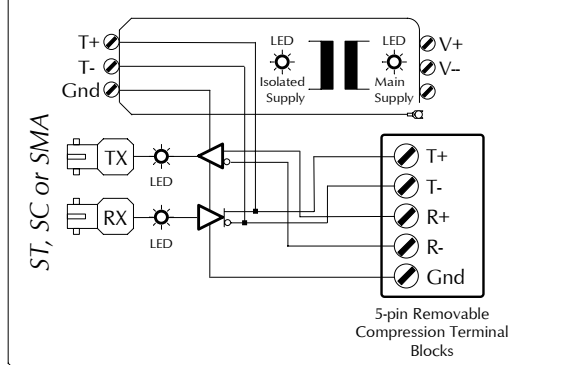 T+
T-
Gnd
LED
Isolated
Supply
LED
Main
Supply
V+
V--
ST, SC or SMA
TX
LED
RX
LED
T+
T-
R+
R-
Gnd
5-pin Removable
Compression Terminal
Blocks